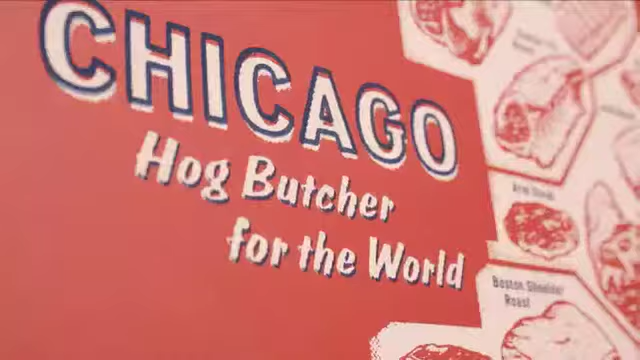 CHICAGO
Hog Butcher
for the World
Boston Shoulder
Roast